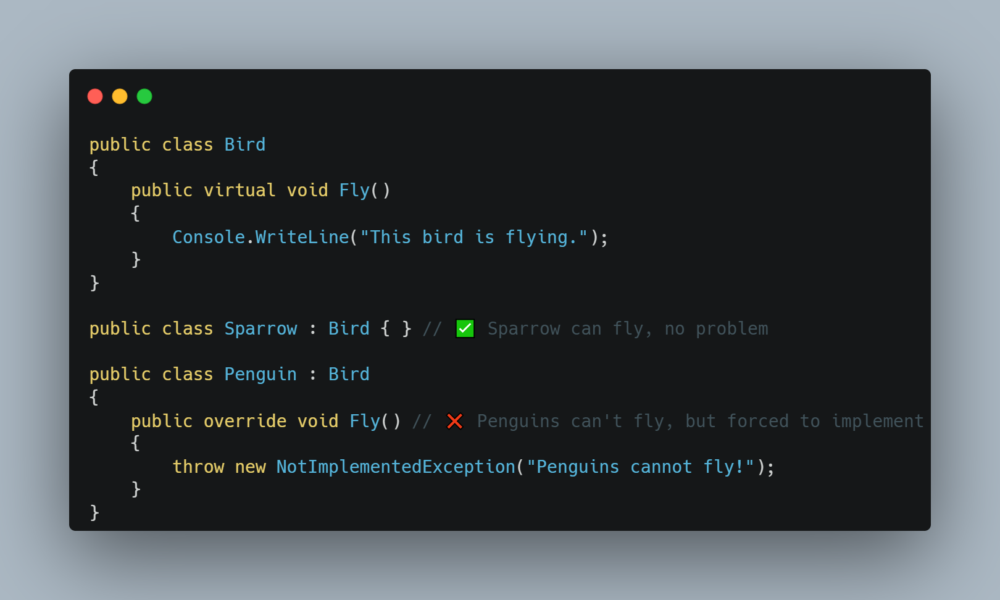 public class Bird
{
    public virtual void Fly()
    {
        Console.WriteLine("This bird is flying.");
    }
}
public class Sparrow : Bird { } // ✅ Sparrow can fly, no problem
public class Penguin : Bird
{
    public override void Fly() // ❌ Penguins can't fly, but forced to implement
    {
        throw new NotImplementedException("Penguins cannot fly!");
    }
}